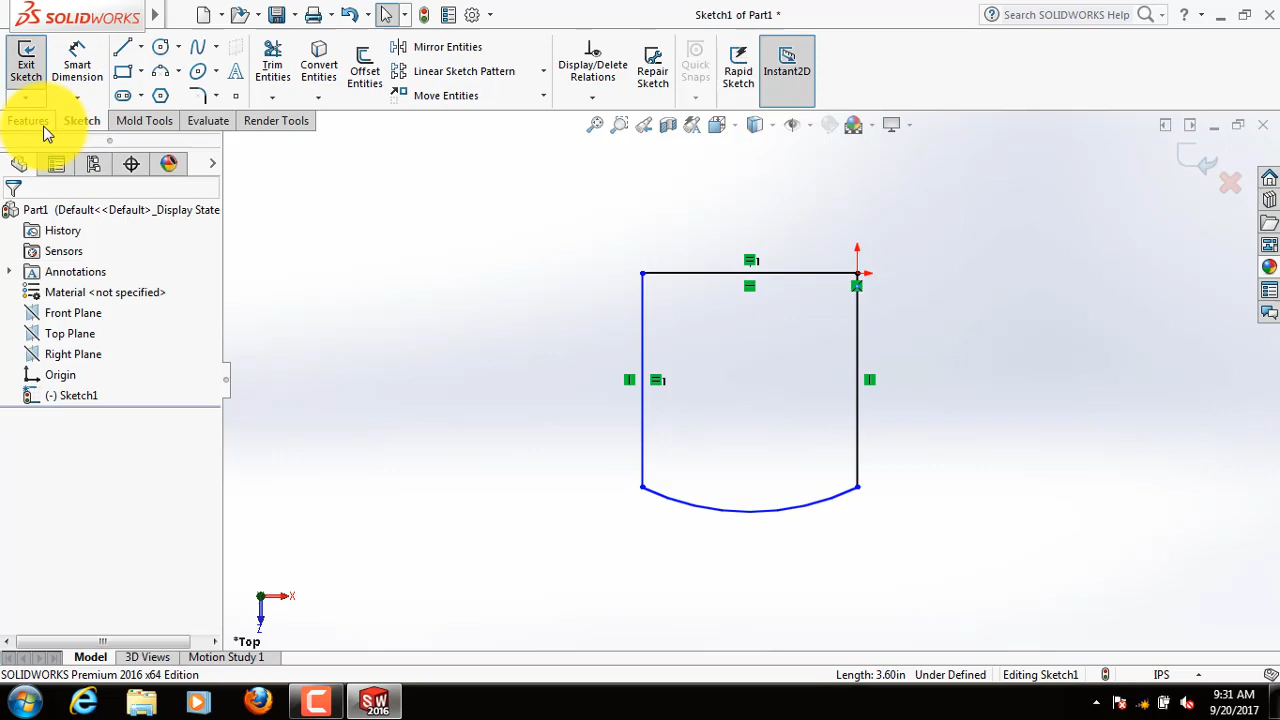 SOLIDWORKS
Sketch1 of Part1 *
Search SOLIDWORKS Help
?
Exit Sketch
Smart Dimension
Trim Entities
Convert Entities
Offset Entities
Mirror Entities
Linear Sketch Pattern
Move Entities
Display/Delete Relations
Repair Sketch
Quick Snaps
Rapid Sketch
Instant2D
Features
Sketch
Mold Tools
Evaluate
Render Tools
Part1 (Default<<Default>_Display State
History
Sensors
Annotations
Material <not specified>
Front Plane
Top Plane
Right Plane
Origin
(-) Sketch1
1
1
X
Z
*Top
Model
3D Views
Motion Study 1
SOLIDWORKS Premium 2016 x64 Edition
Length: 3.60in
Under Defined
Editing Sketch1
IPS
SW
2016
9:31 AM
9/20/2017